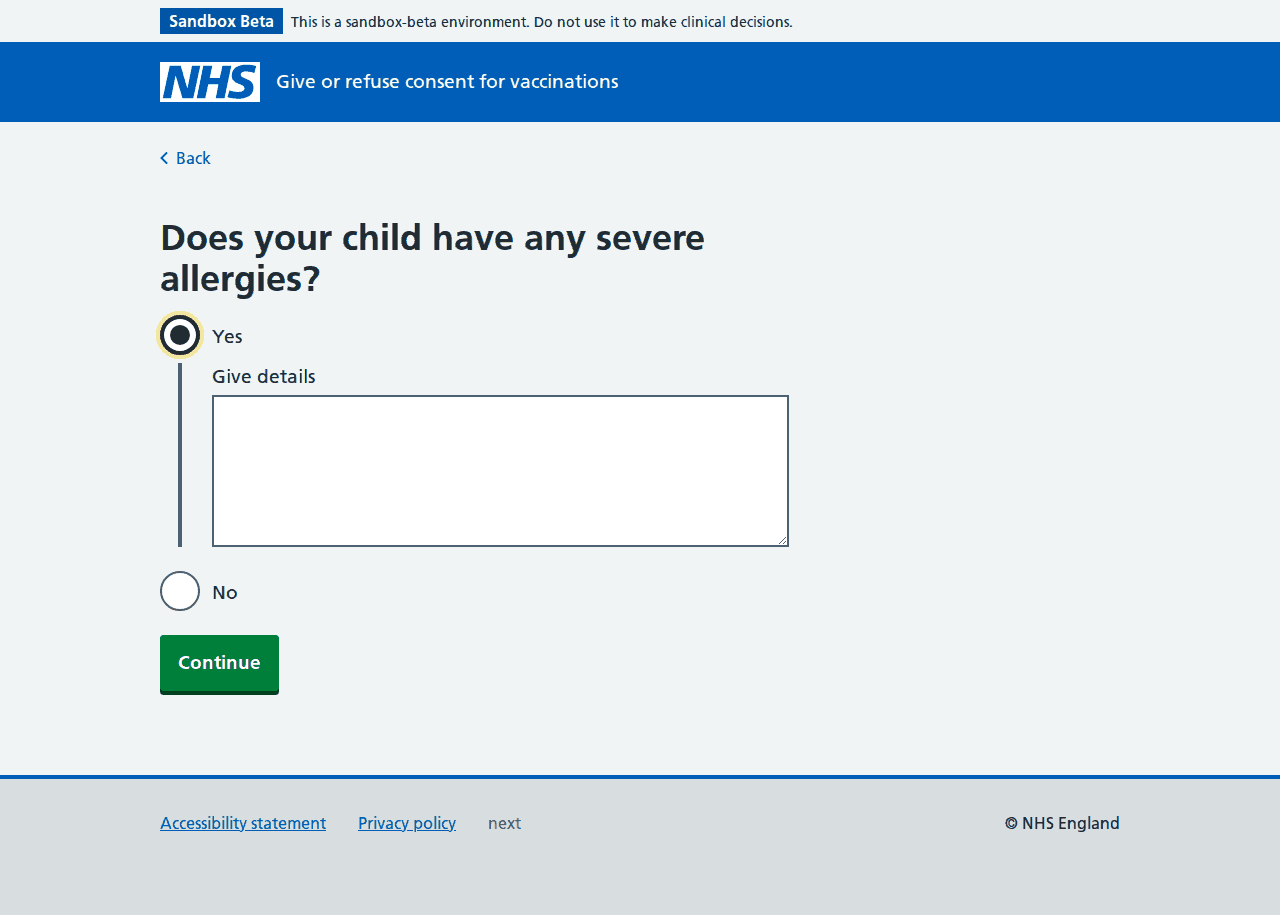 Sandbox Beta This is a sandbox-beta environment. Do not use it to make clinical decisions.
NHS Give or refuse consent for vaccinations
Back
Does your child have any severe
allergies?
Yes
Give details
No
Continue
Accessibility statement Privacy policy next © NHS England